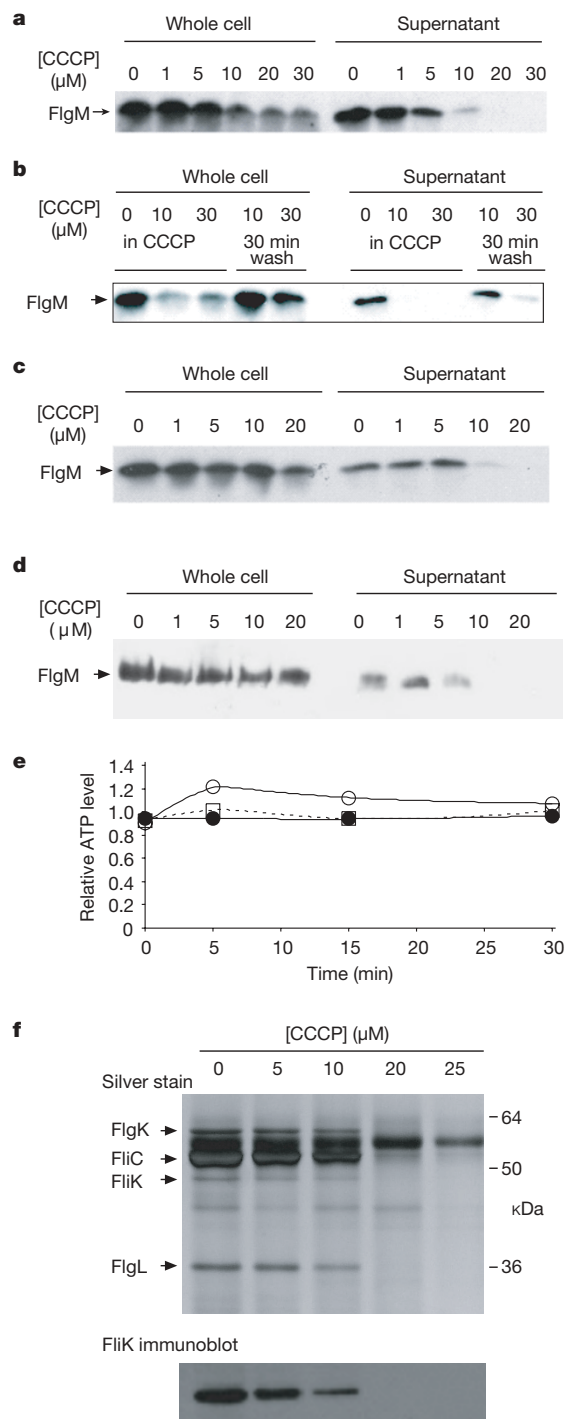 a
Whole cell Supernatant
[CCCP] (µM) 0 1 5 10 20 30 0 1 5 10 20 30
FlgM
b
Whole cell Supernatant
[CCCP] (µM) 0 10 30 10 30 0 10 30 10 30
in CCCP 30 min wash in CCCP 30 min wash
FlgM
c
Whole cell Supernatant
[CCCP] (µM) 0 1 5 10 20 0 1 5 10 20
FlgM
d
Whole cell Supernatant
[CCCP] ( µM) 0 1 5 10 20 0 1 5 10 20
FlgM
e
Relative ATP level
1.4
1.2
1.0
0.8
0.6
0.4
0.2
0
0 5 10 15 20 25 30
Time (min)
f
[CCCP] (µM)
Silver stain 0 5 10 20 25
FlgK
FliC
FliK
FlgL
64
50
κDa
36
FliK immunoblot